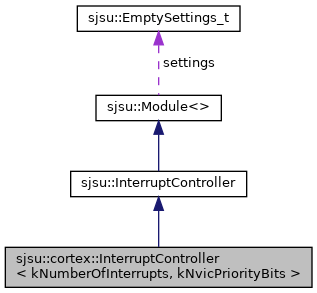 sjsu::EmptySettings_t
settings
sjsu::Module<>
sjsu::InterruptController
sjsu::cortex::InterruptController
< kNumberOfInterrupts, kNvicPriorityBits >